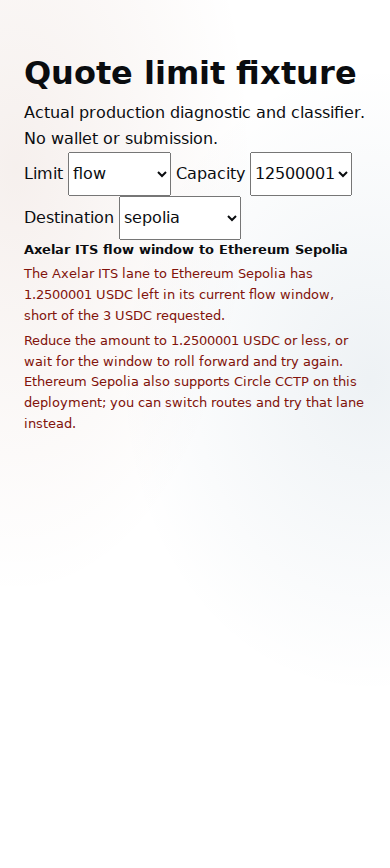 Quote limit fixture
Actual production diagnostic and classifier.
No wallet or submission.
Limit flow Capacity 12500001
Destination sepolia
Axelar ITS flow window to Ethereum Sepolia
The Axelar ITS lane to Ethereum Sepolia has
1.2500001 USDC left in its current flow window,
short of the 3 USDC requested.
Reduce the amount to 1.2500001 USDC or less, or
wait for the window to roll forward and try again.
Ethereum Sepolia also supports Circle CCTP on this
deployment; you can switch routes and try that lane
instead.